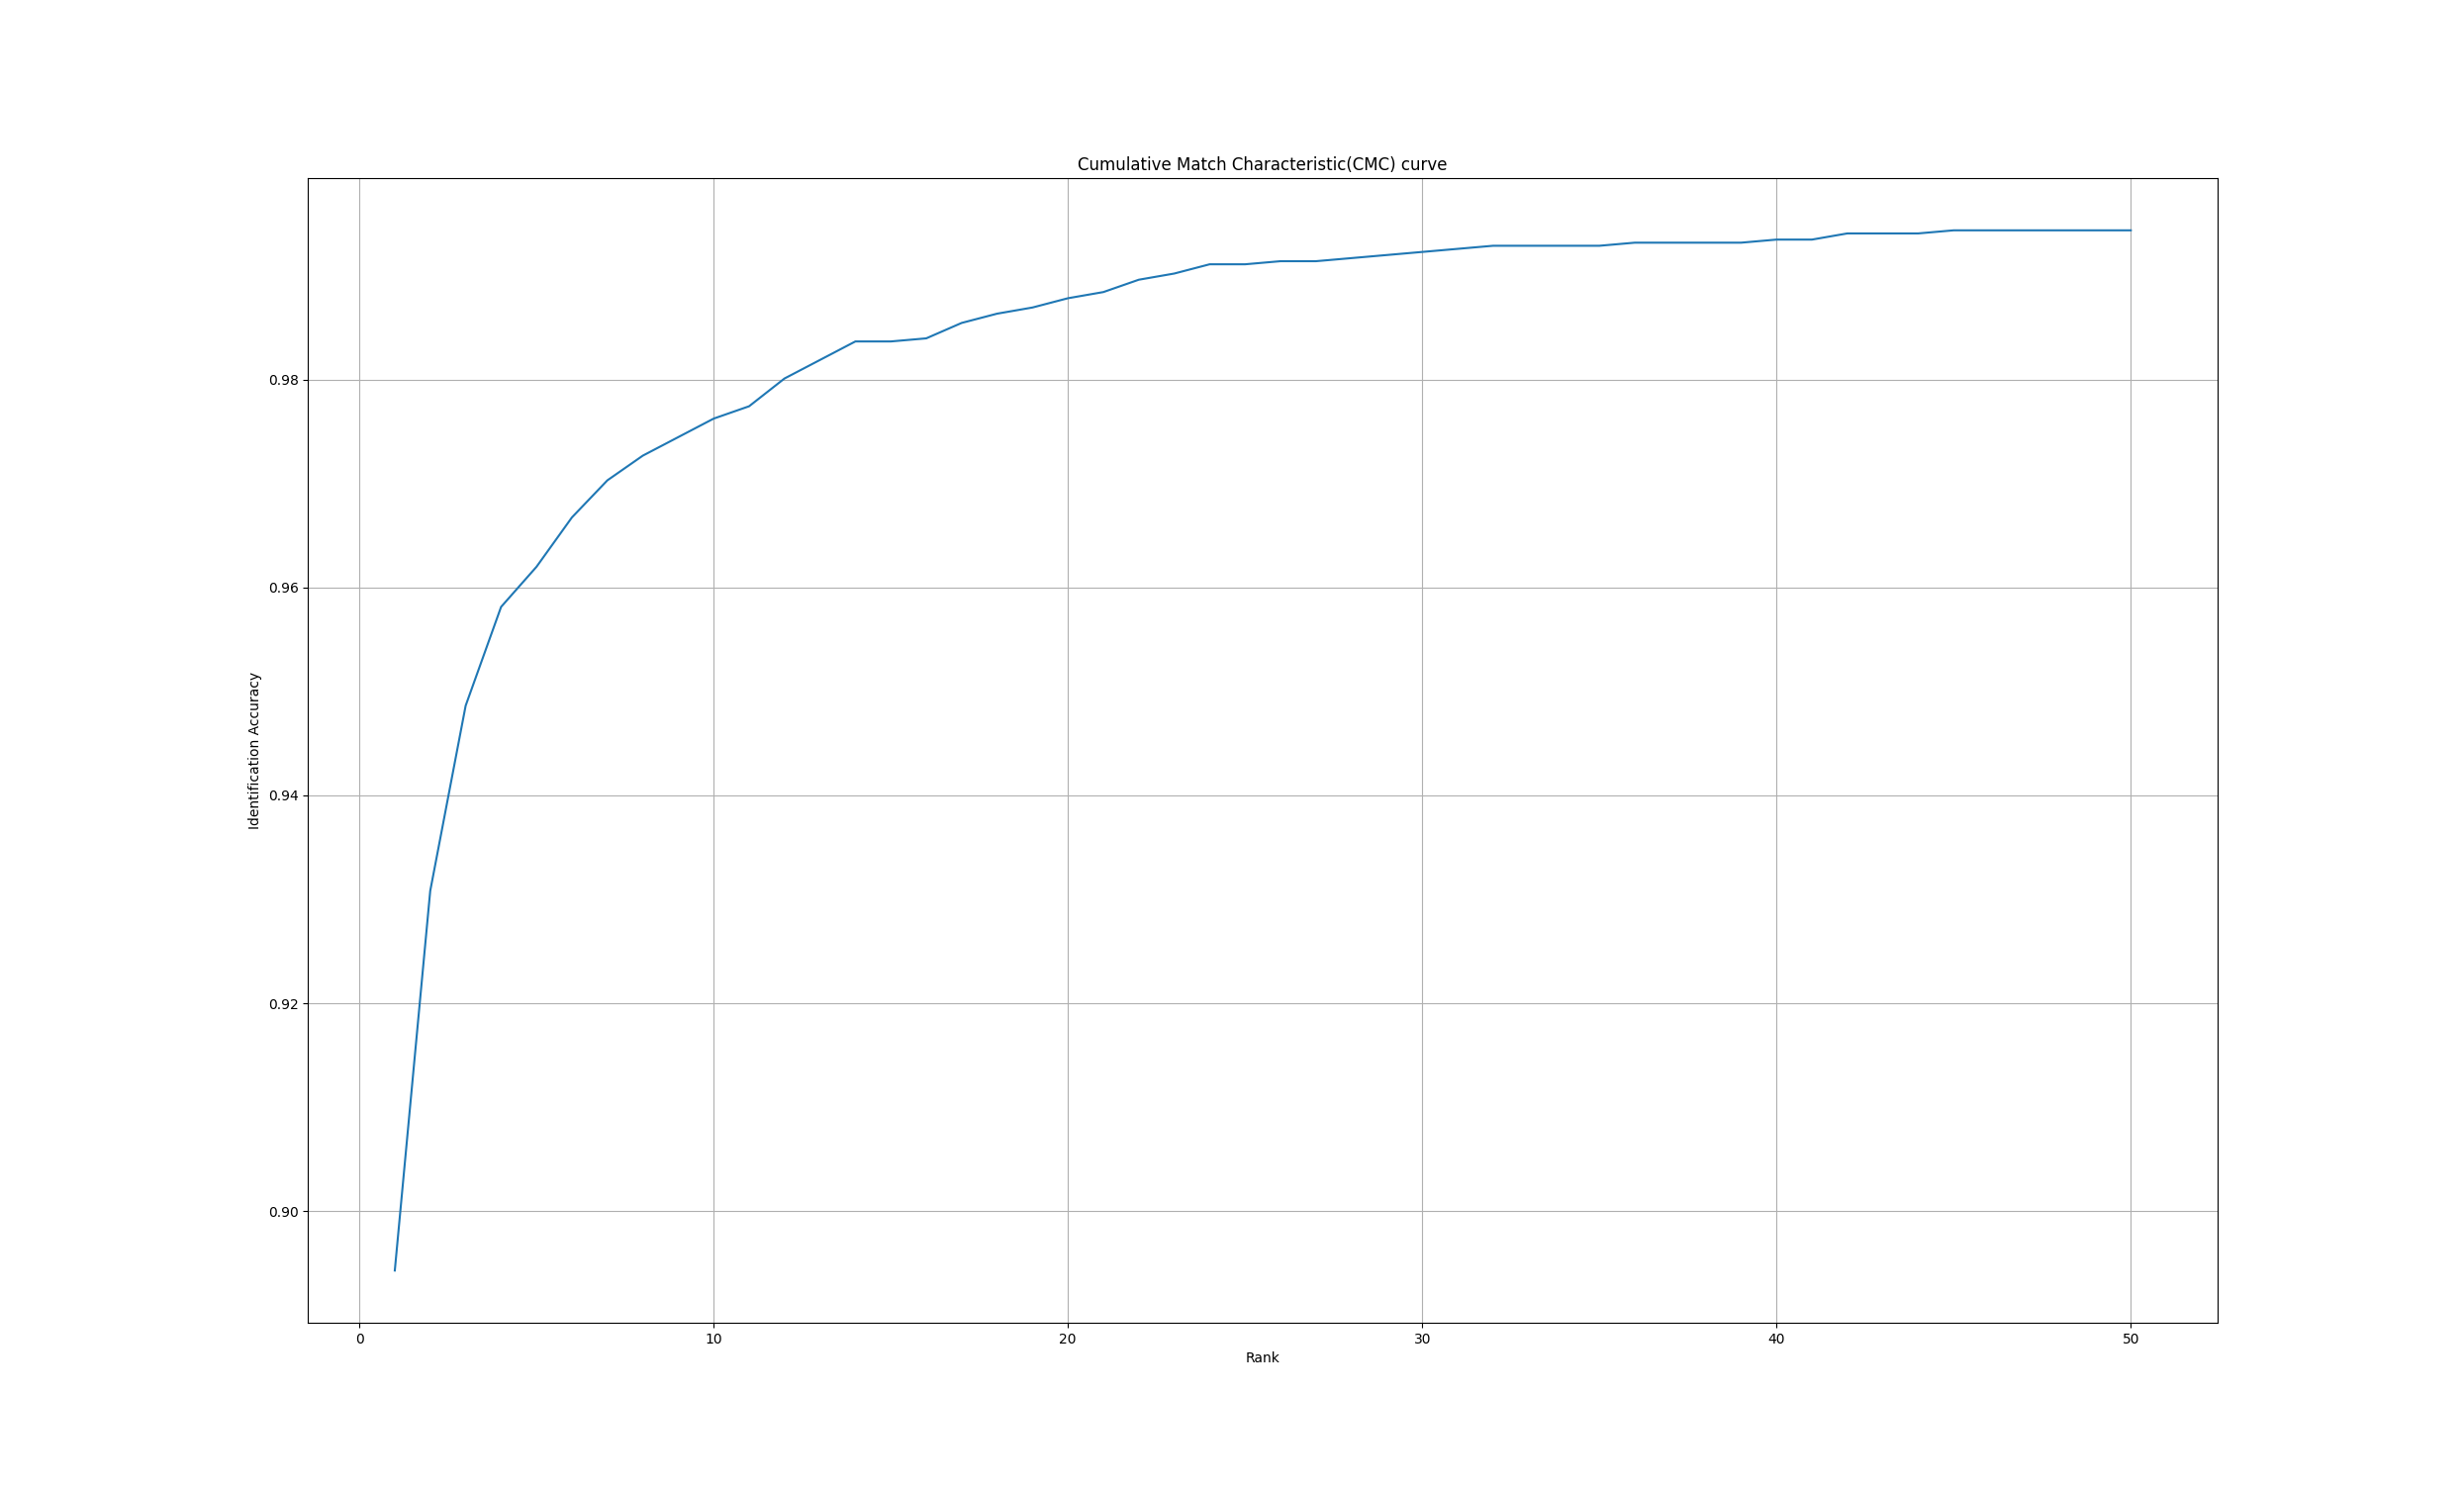 Cumulative Match Characteristic(CMC) curve
Identification Accuracy
0.98
0.96
0.94
0.92
0.90
0 10 20 30 40 50
Rank